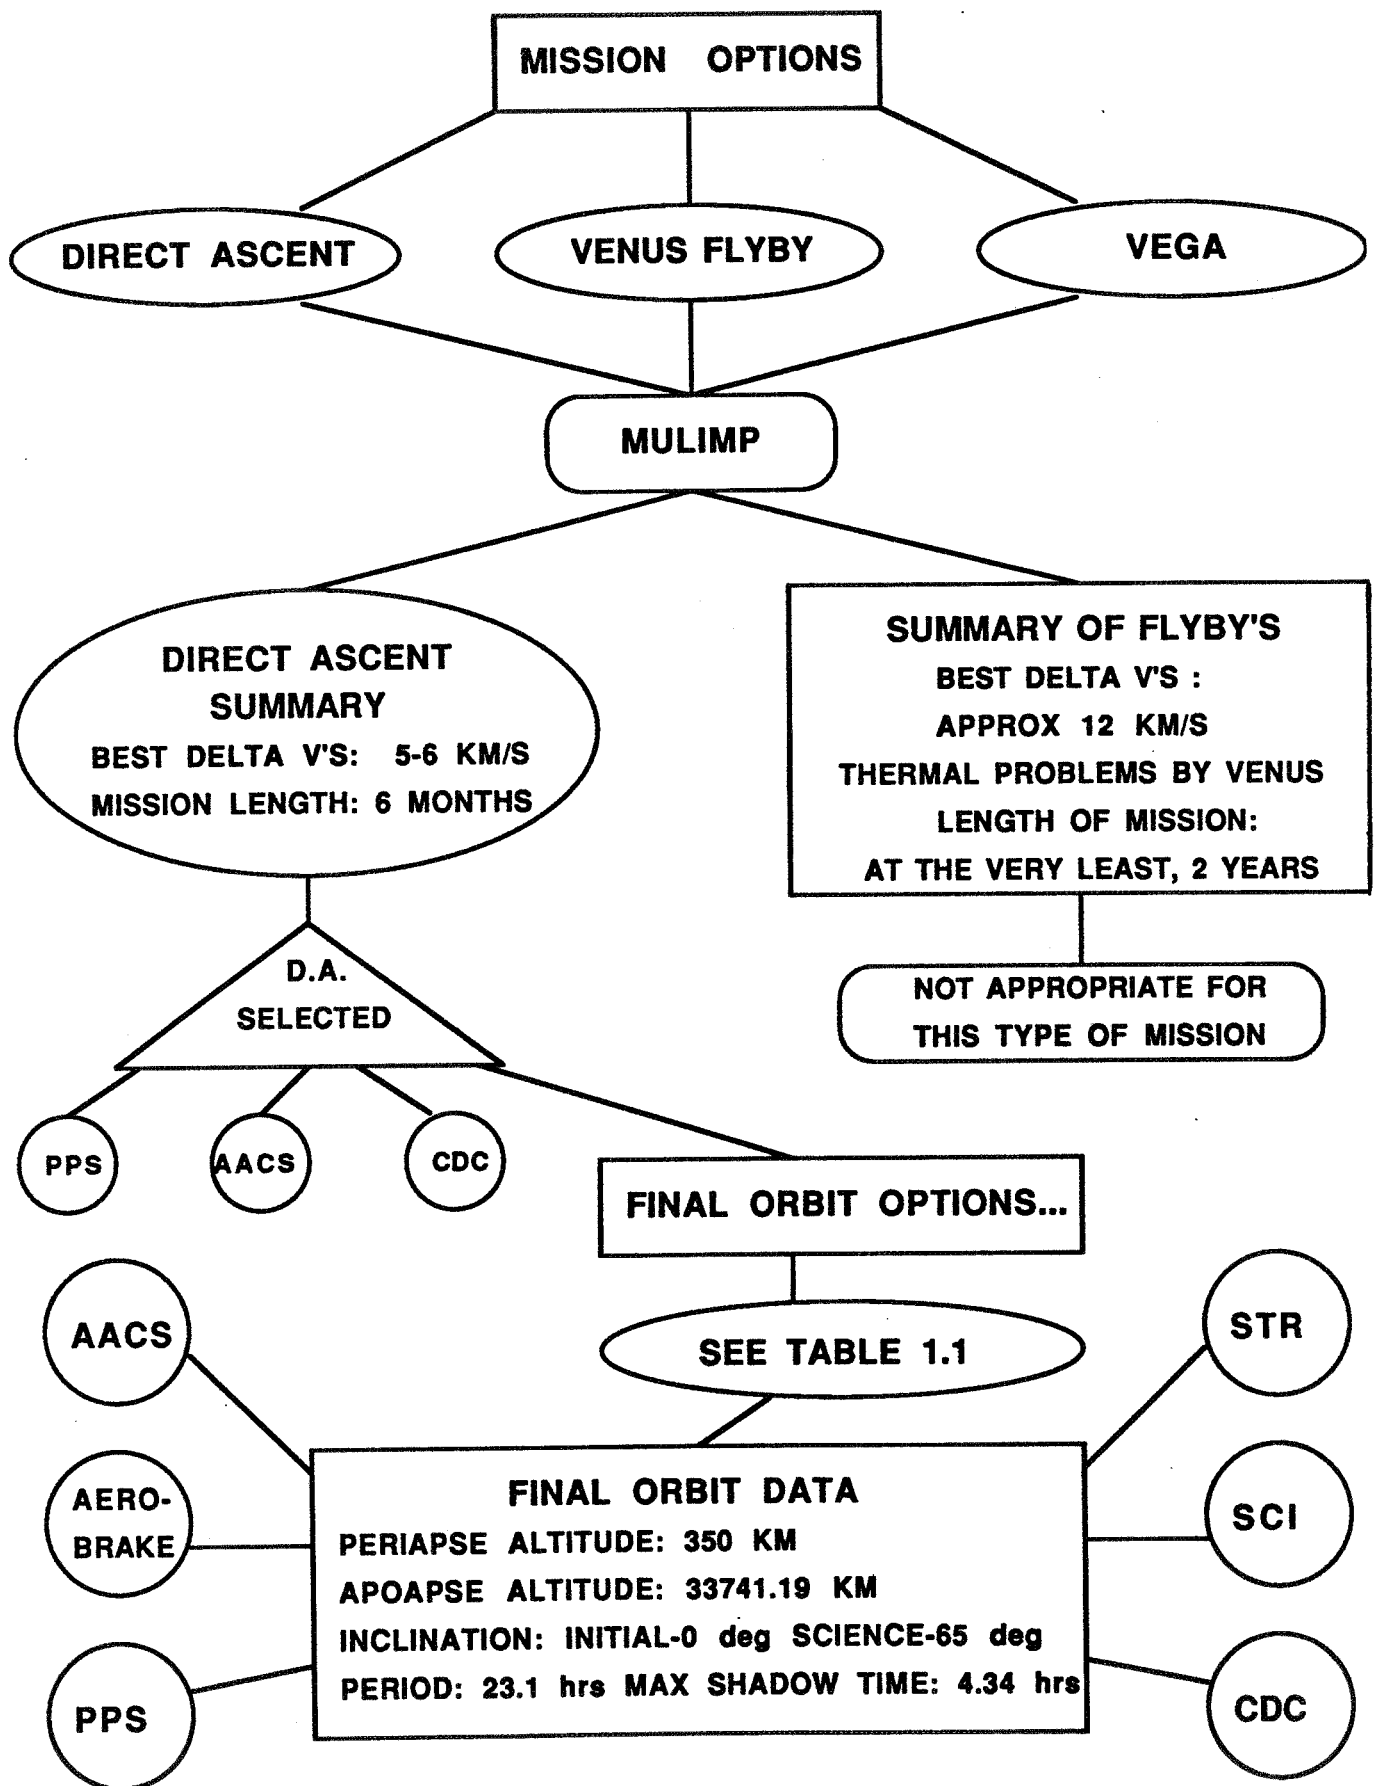 MISSION OPTIONS
DIRECT ASCENT
VENUS FLYBY
VEGA
MULIMP
DIRECT ASCENT
SUMMARY
BEST DELTA V'S: 5-6 KM/S
MISSION LENGTH: 6 MONTHS
SUMMARY OF FLYBY'S
BEST DELTA V'S :
APPROX 12 KM/S
THERMAL PROBLEMS BY VENUS
LENGTH OF MISSION:
AT THE VERY LEAST, 2 YEARS
D.A.
SELECTED
NOT APPROPRIATE FOR
THIS TYPE OF MISSION
PPS
AACS
CDC
FINAL ORBIT OPTIONS...
SEE TABLE 1.1
AACS
AERO-
BRAKE
PPS
FINAL ORBIT DATA
PERIAPSE ALTITUDE: 350 KM
APOAPSE ALTITUDE: 33741.19 KM
INCLINATION: INITIAL-0 deg SCIENCE-65 deg
PERIOD: 23.1 hrs MAX SHADOW TIME: 4.34 hrs
STR
SCI
CDC